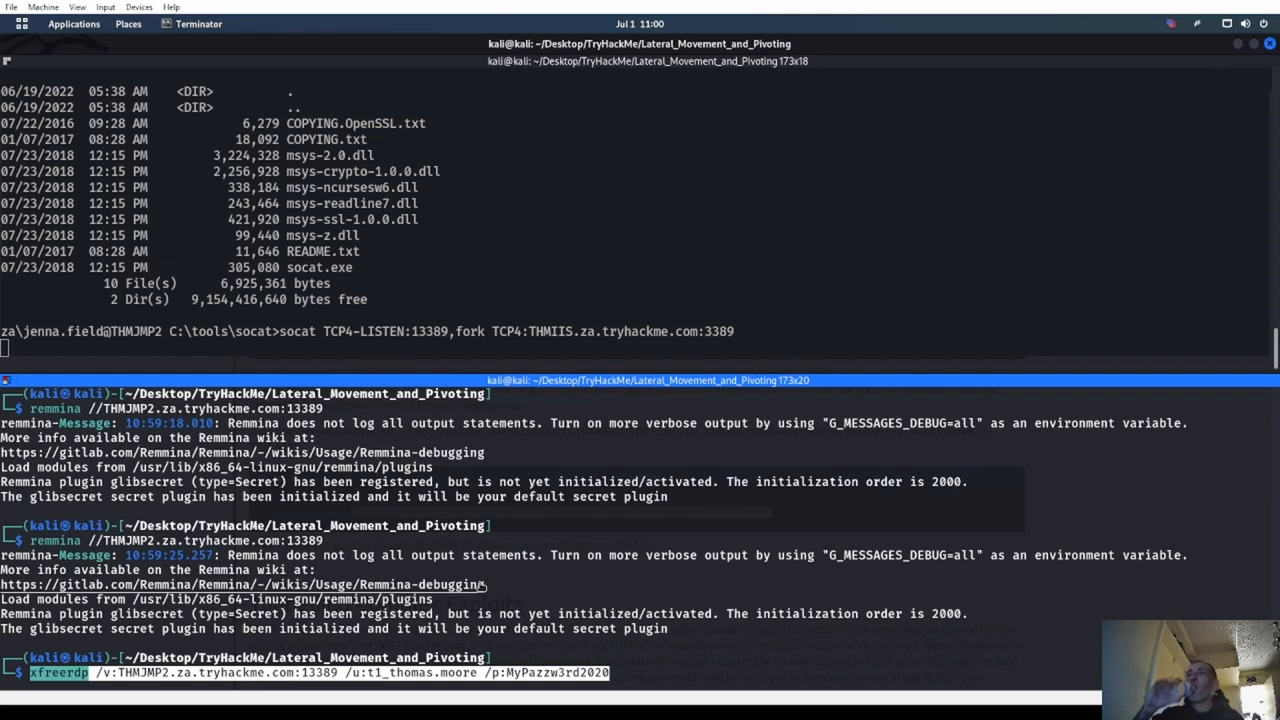 File Machine View Input Devices Help
Applications Places Terminator Jul 1 11:00
kali@kali: ~/Desktop/TryHackMe/Lateral_Movement_and_Pivoting
kali@kali: ~/Desktop/TryHackMe/Lateral_Movement_and_Pivoting 173x18
06/19/2022 05:38 AM <DIR> .
06/19/2022 05:38 AM <DIR> ..
07/22/2016 09:28 AM 6,279 COPYING.OpenSSL.txt
01/07/2017 08:28 AM 18,092 COPYING.txt
07/23/2018 12:15 PM 3,224,328 msys-2.0.dll
07/23/2018 12:15 PM 2,256,928 msys-crypto-1.0.0.dll
07/23/2018 12:15 PM 338,184 msys-ncursesw6.dll
07/23/2018 12:15 PM 243,464 msys-readline7.dll
07/23/2018 12:15 PM 421,920 msys-ssl-1.0.0.dll
07/23/2018 12:15 PM 99,440 msys-z.dll
01/07/2017 08:28 AM 11,646 README.txt
07/23/2018 12:15 PM 305,080 socat.exe
10 File(s) 6,925,361 bytes
2 Dir(s) 9,154,416,640 bytes free
za\jenna.field@THMJMP2 C:\tools\socat>socat TCP4-LISTEN:13389,fork TCP4:THMIIS.za.tryhackme.com:3389
kali@kali: ~/Desktop/TryHackMe/Lateral_Movement_and_Pivoting 173x20
┌──(kali㉿kali)-[~/Desktop/TryHackMe/Lateral_Movement_and_Pivoting]
└─$ remmina //THMJMP2.za.tryhackme.com:13389
remmina-Message: 10:59:18.010: Remmina does not log all output statements. Turn on more verbose output by using "G_MESSAGES_DEBUG=all" as an environment variable.
More info available on the Remmina wiki at:
https://gitlab.com/Remmina/Remmina/-/wikis/Usage/Remmina-debugging
Load modules from /usr/lib/x86_64-linux-gnu/remmina/plugins
Remmina plugin glibsecret (type=Secret) has been registered, but is not yet initialized/activated. The initialization order is 2000.
The glibsecret secret plugin has been initialized and it will be your default secret plugin
┌──(kali㉿kali)-[~/Desktop/TryHackMe/Lateral_Movement_and_Pivoting]
└─$ remmina //THMJMP2.za.tryhackme.com:13389
remmina-Message: 10:59:25.257: Remmina does not log all output statements. Turn on more verbose output by using "G_MESSAGES_DEBUG=all" as an environment variable.
More info available on the Remmina wiki at:
https://gitlab.com/Remmina/Remmina/-/wikis/Usage/Remmina-debugging
Load modules from /usr/lib/x86_64-linux-gnu/remmina/plugins
Remmina plugin glibsecret (type=Secret) has been registered, but is not yet initialized/activated. The initialization order is 2000.
The glibsecret secret plugin has been initialized and it will be your default secret plugin
┌──(kali㉿kali)-[~/Desktop/TryHackMe/Lateral_Movement_and_Pivoting]
└─$ xfreerdp /v:THMJMP2.za.tryhackme.com:13389 /u:t1_thomas.moore /p:MyPazzw3rd2020